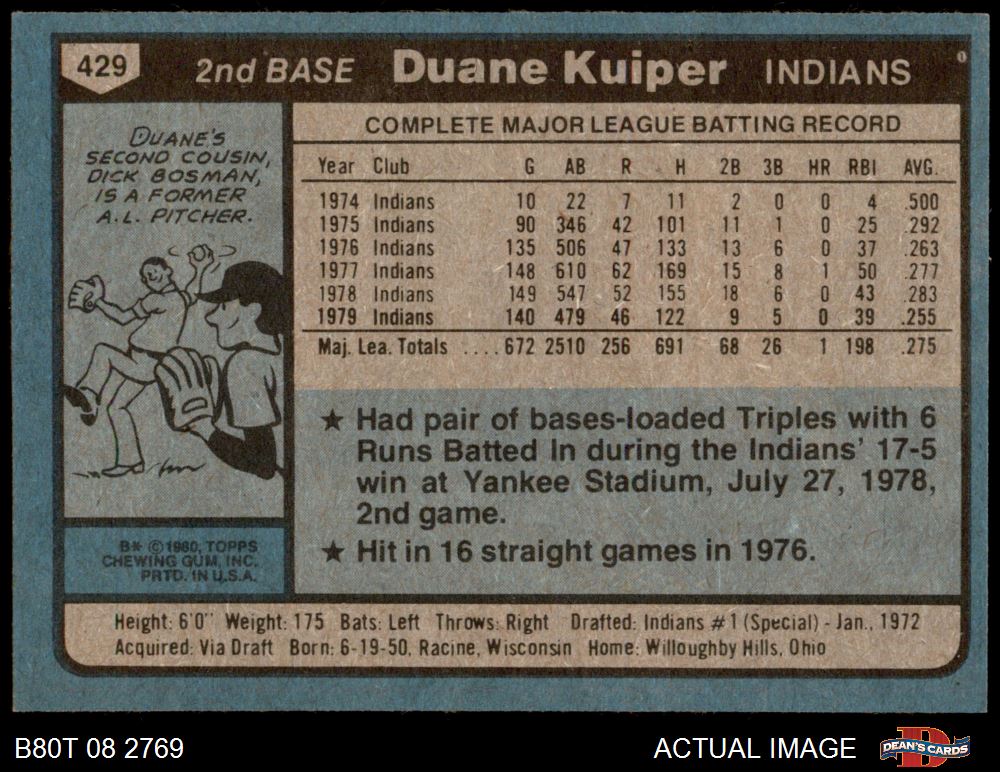 429 2nd BASE Duane Kuiper INDIANS
DUANE'S
SECOND COUSIN,
DICK BOSMAN,
IS A FORMER
A.L. PITCHER.
B* © 1980, TOPPS
CHEWING GUM, INC.
PRTD. IN U.S.A.
COMPLETE MAJOR LEAGUE BATTING RECORD
Year Club G AB R H 2B 3B HR RBI AVG.
1974 Indians 10 22 7 11 2 0 0 4 .500
1975 Indians 90 346 42 101 11 1 0 25 .292
1976 Indians 135 506 47 133 13 6 0 37 .263
1977 Indians 148 610 62 169 15 8 1 50 .277
1978 Indians 149 547 52 155 18 6 0 43 .283
1979 Indians 140 479 46 122 9 5 0 39 .255
Maj. Lea. Totals ....672 2510 256 691 68 26 1 198 .275
★ Had pair of bases-loaded Triples with 6
Runs Batted In during the Indians' 17-5
win at Yankee Stadium, July 27, 1978,
2nd game.
★ Hit in 16 straight games in 1976.
Height: 6'0" Weight: 175 Bats: Left Throws: Right Drafted: Indians #1 (Special) - Jan., 1972
Acquired: Via Draft Born: 6-19-50, Racine, Wisconsin Home: Willoughby Hills, Ohio
B80T 08 2769 ACTUAL IMAGE DEAN'S CARDS